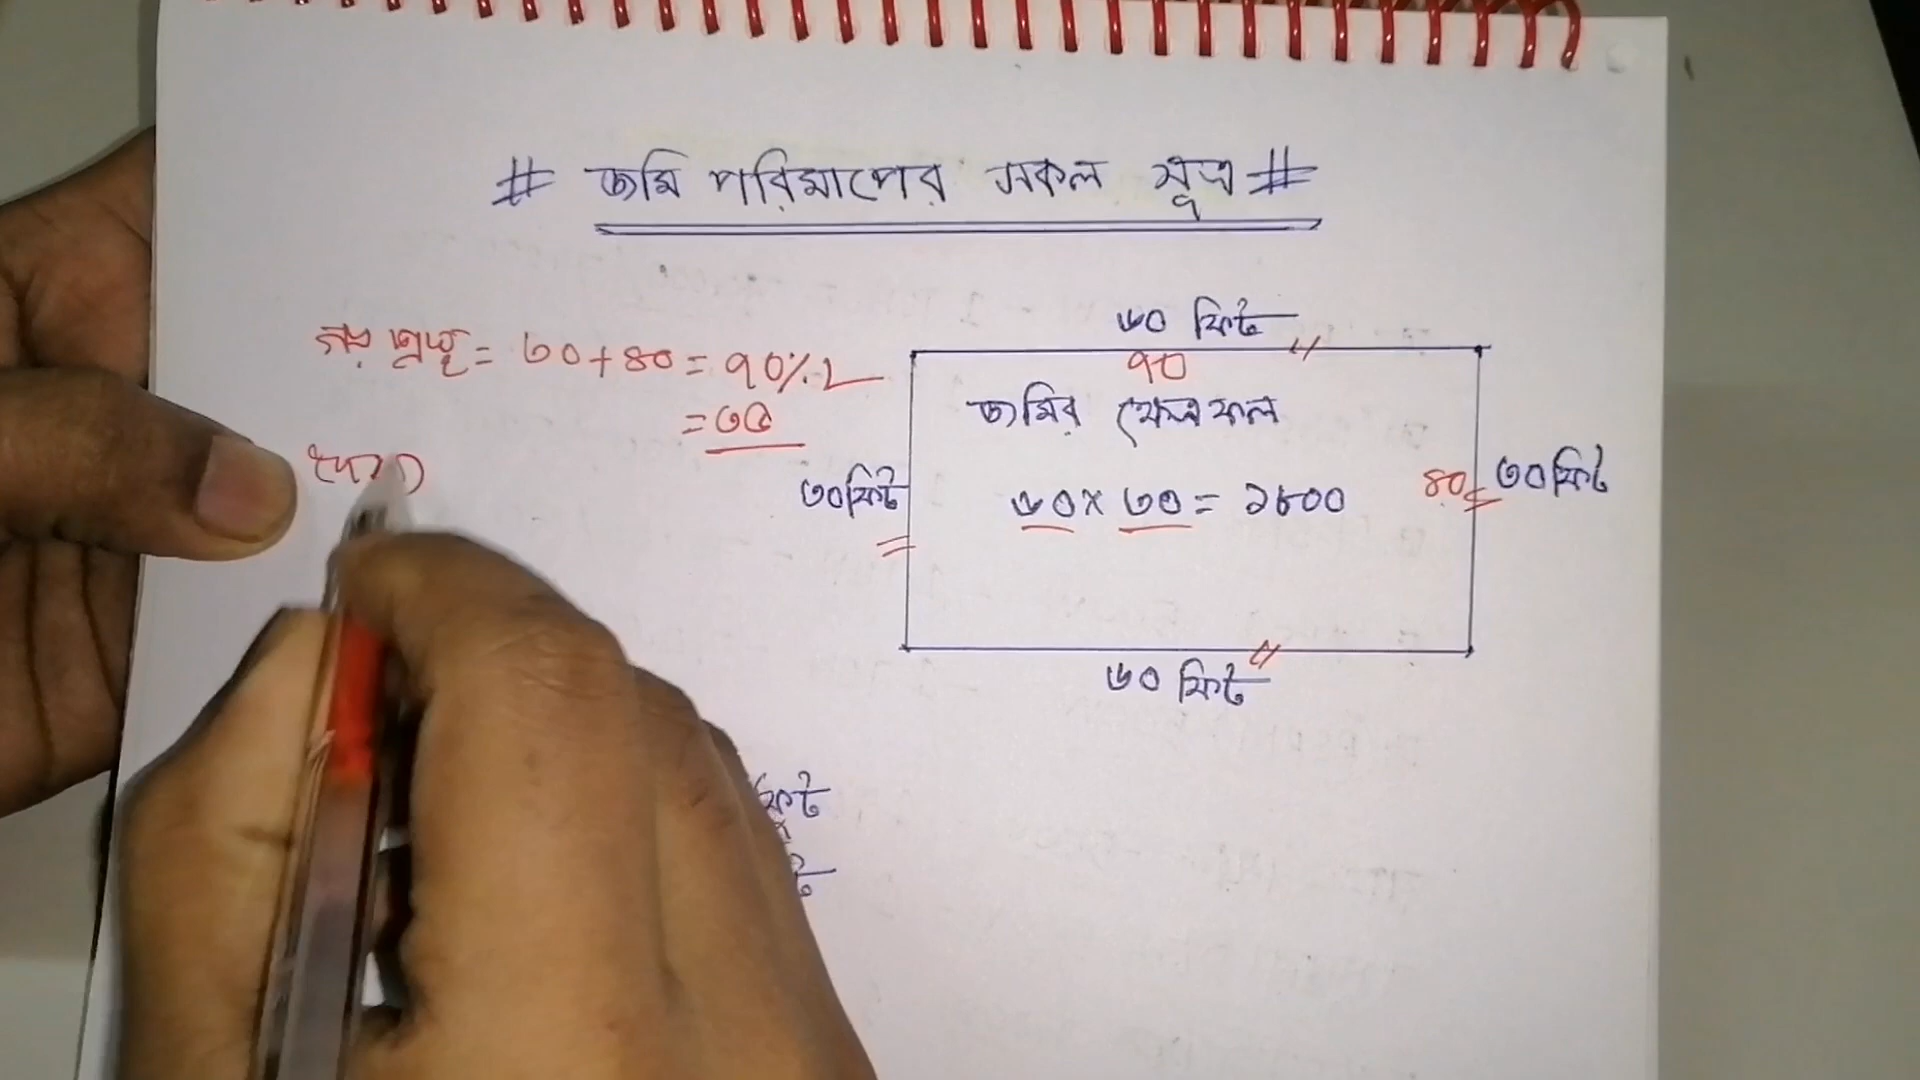 # জমি পরিমাপের সকল সূত্র #
৬০ ফিট
গড় প্রস্থ = ৩০+৪০ = ৭০/.২
= ৩৫
৭০
জমির ক্ষেত্রফল
৩০ফিট
৬০ x ৩০ = ১৮০০
৪০
৩০ফিট
৬০ ফিট